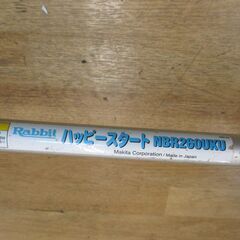 Rabbit ハッピースタート NBR260UKU
Makita Corporation / Made in Japan